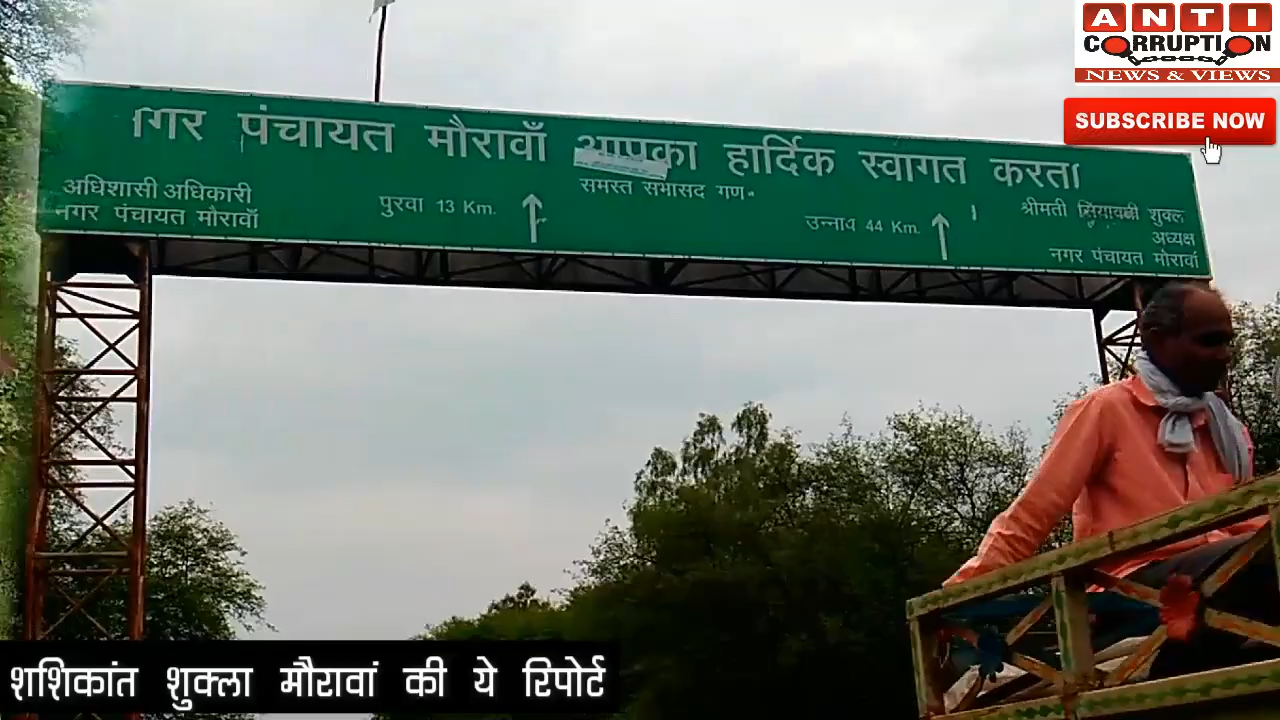 ANTI
CORRUPTION
NEWS & VIEWS
SUBSCRIBE NOW
गर पंचायत मौरावाँ आपका हार्दिक स्वागत करता
अधिशासी अधिकारी
नगर पंचायत मौरावाँ
पुरवा 13 Km.
समस्त सभासद गण
उन्नाव 44 Km.
श्रीमती शुक्ल
अध्यक्ष
नगर पंचायत मोरावां
शशिकांत शुक्ला मौरावां की ये रिपोर्ट